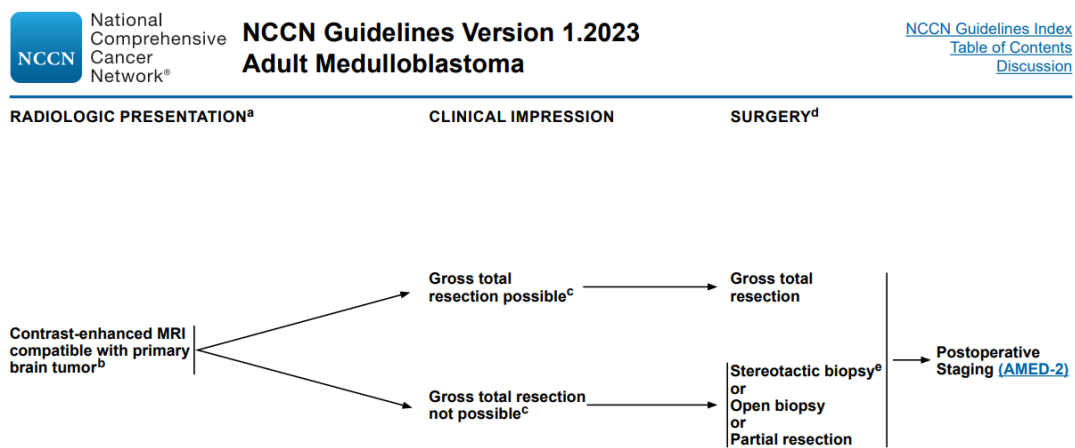 NCCN
National
Comprehensive
Cancer
Network®
NCCN Guidelines Version 1.2023
Adult Medulloblastoma
NCCN Guidelines Index
Table of Contents
Discussion
RADIOLOGIC PRESENTATIONa
CLINICAL IMPRESSION
SURGERYd
Contrast-enhanced MRI
compatible with primary
brain tumorb
Gross total
resection possiblec
Gross total
resection
Gross total resection
not possiblec
Stereotactic biopsye
or
Open biopsy
or
Partial resection
Postoperative
Staging (AMED-2)